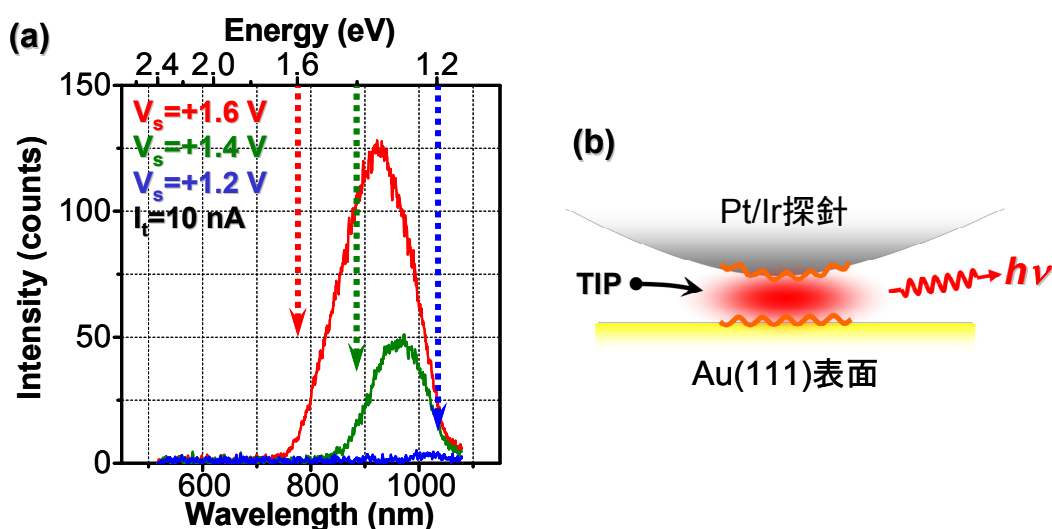 (a)
Energy (eV)
2.4 2.0 1.6 1.2
150
100
50
0
Intensity (counts)
Vs=+1.6 V
Vs=+1.4 V
Vs=+1.2 V
It=10 nA
600 800 1000
Wavelength (nm)
(b)
Pt/Ir探針
TIP
hν
Au(111)表面